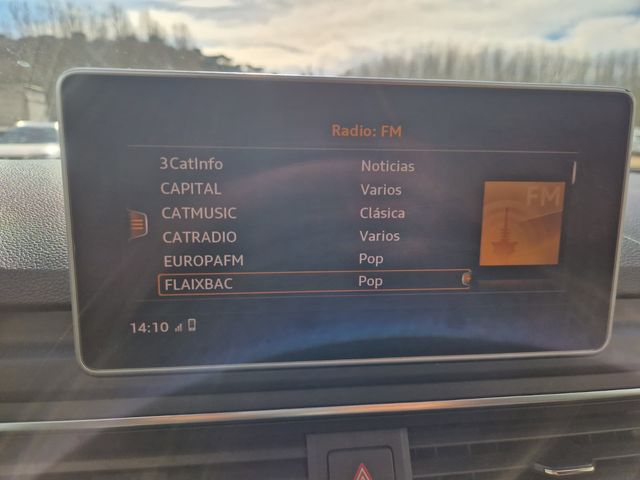 Radio: FM
3CatInfo Noticias
CAPITAL Varios
CATMUSIC Clásica
CATRADIO Varios
EUROPAFM Pop
FLAIXBAC Pop
FM
14:10